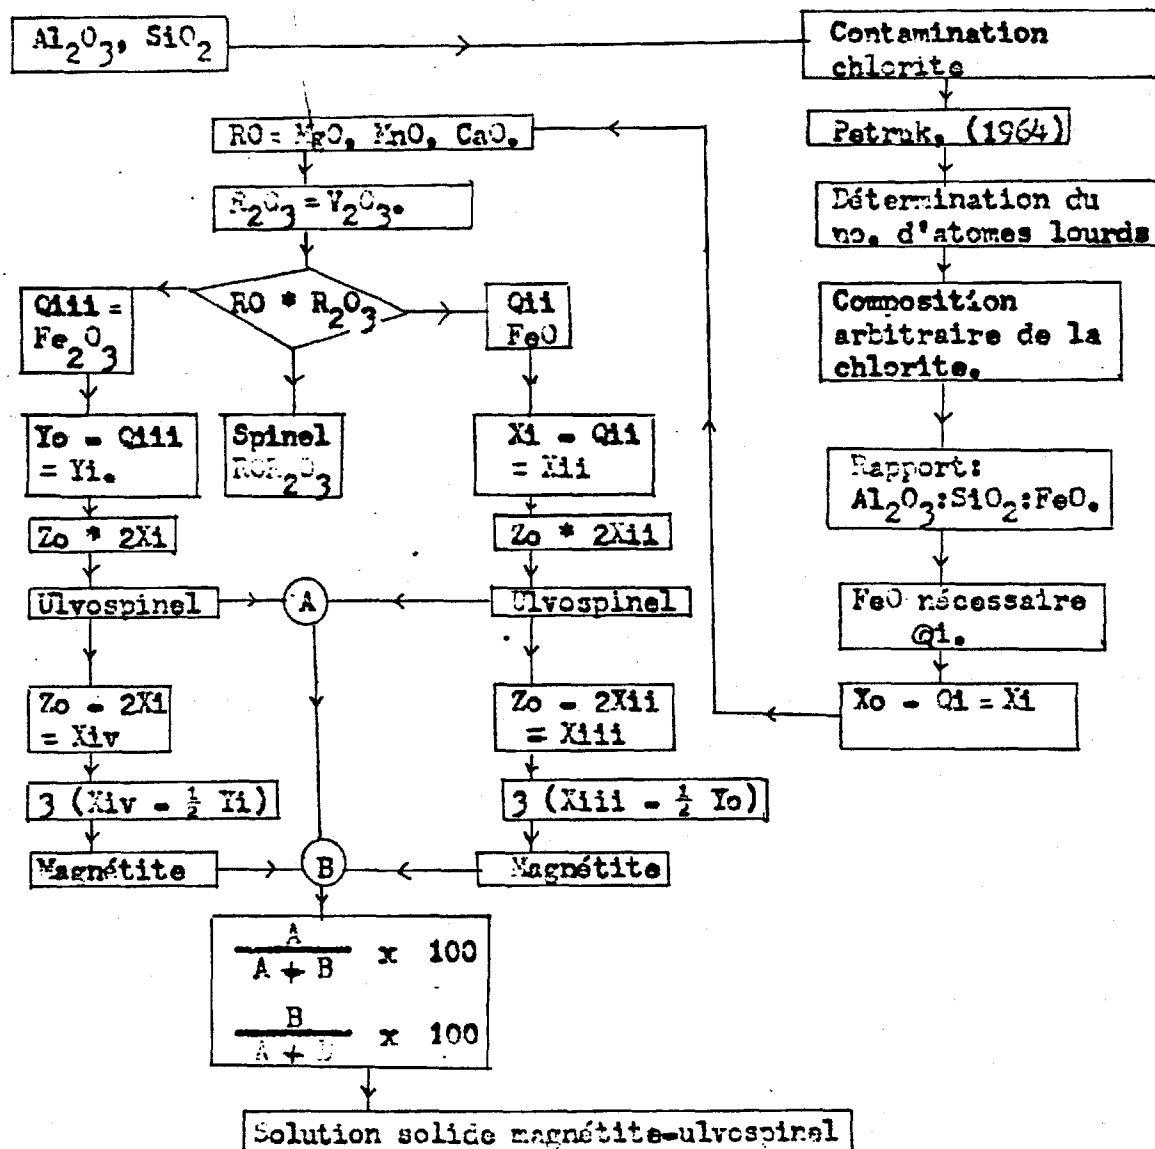 Al2O3, SiO2
Contamination
chlorite
Petruk, (1964)
Détermination du
no. d'atomes lourds
Composition
arbitraire de la
chlorite.
Rapport:
Al2O3:SiO2:FeO.
FeO nécessaire
Qi.
Xo - Qi = Xi
RO = MgO, MnO, CaO.
R2O3 = V2O3.
RO * R2O3
Qiii =
Fe2O3
Yo - Qiii
= Yi.
Zo * 2Xi
Ulvospinel
Zo - 2Xi
= Xiv
3 (Xiv - ½ Yi)
Magnétite
Spinel
ROR2O3
Qii
FeO
Xi - Qii
= Xii
Zo * 2Xii
Ulvospinel
Zo - 2Xii
= Xiii
3 (Xiii - ½ Yo)
Magnétite
A
B
A
A + B x 100
B
A + B x 100
Solution solide magnétite-ulvospinel